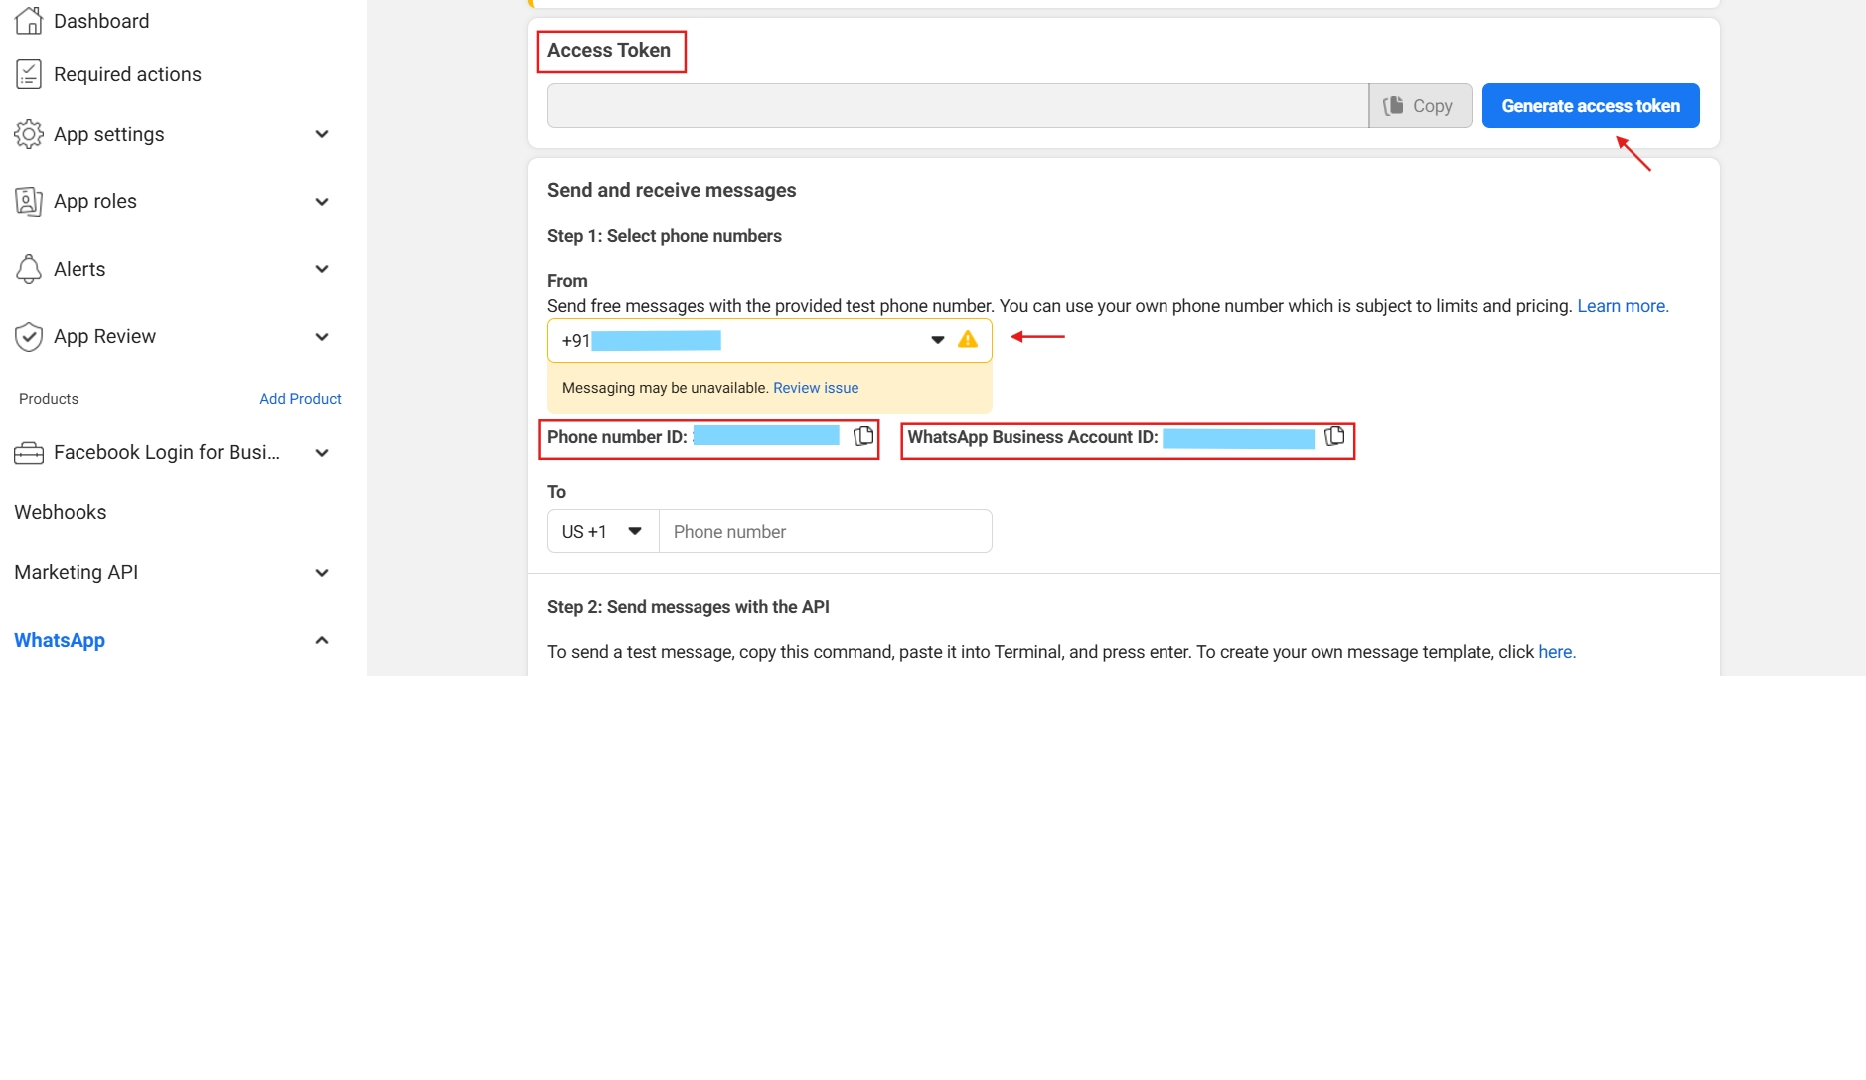 Dashboard
Required actions
App settings
App roles
Alerts
App Review
Products
Add Product
Facebook Login for Busi...
Webhooks
Marketing API
WhatsApp
Access Token
Copy
Generate access token
Send and receive messages
Step 1: Select phone numbers
From
Send free messages with the provided test phone number. You can use your own phone number which is subject to limits and pricing. Learn more.
+91
Messaging may be unavailable. Review issue
Phone number ID:
WhatsApp Business Account ID:
To
US +1
Phone number
Step 2: Send messages with the API
To send a test message, copy this command, paste it into Terminal, and press enter. To create your own message template, click here.